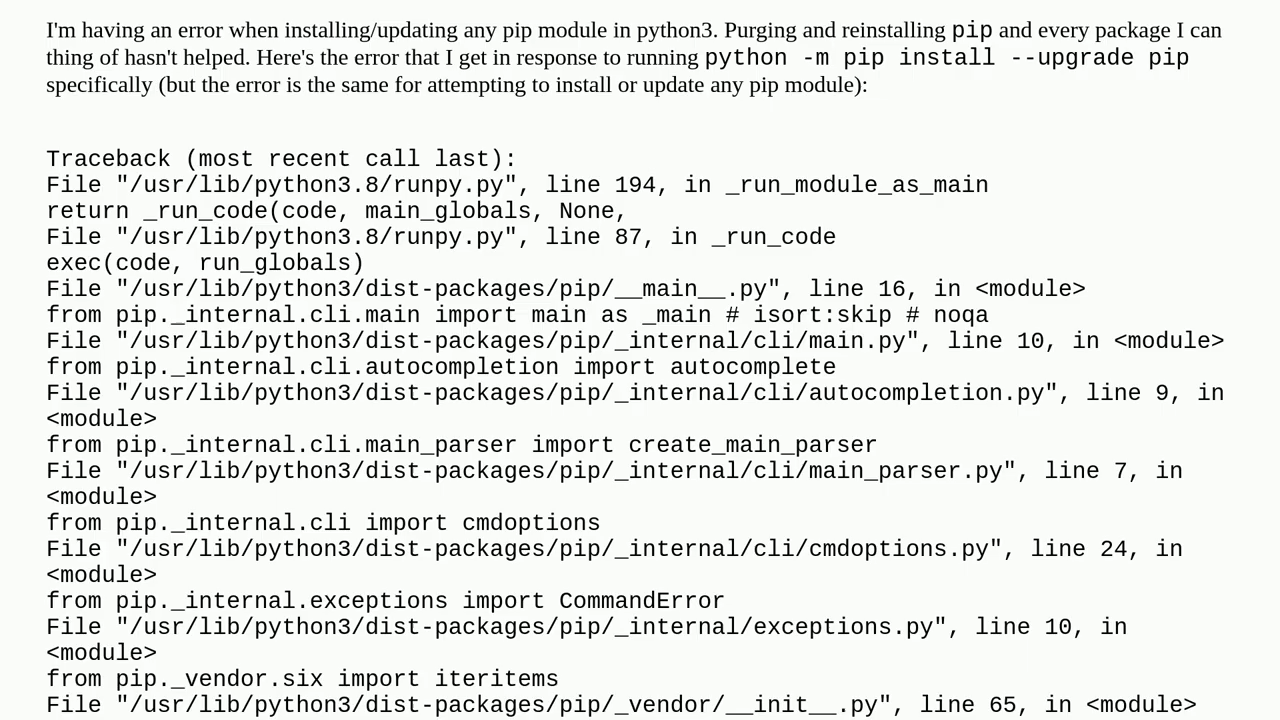 I'm having an error when installing/updating any pip module in python3. Purging and reinstalling pip and every package I can
thing of hasn't helped. Here's the error that I get in response to running python -m pip install --upgrade pip
specifically (but the error is the same for attempting to install or update any pip module):
Traceback (most recent call last):
File "/usr/lib/python3.8/runpy.py", line 194, in _run_module_as_main
return _run_code(code, main_globals, None,
File "/usr/lib/python3.8/runpy.py", line 87, in _run_code
exec(code, run_globals)
File "/usr/lib/python3/dist-packages/pip/__main__.py", line 16, in <module>
from pip._internal.cli.main import main as _main # isort:skip # noqa
File "/usr/lib/python3/dist-packages/pip/_internal/cli/main.py", line 10, in <module>
from pip._internal.cli.autocompletion import autocomplete
File "/usr/lib/python3/dist-packages/pip/_internal/cli/autocompletion.py", line 9, in
<module>
from pip._internal.cli.main_parser import create_main_parser
File "/usr/lib/python3/dist-packages/pip/_internal/cli/main_parser.py", line 7, in
<module>
from pip._internal.cli import cmdoptions
File "/usr/lib/python3/dist-packages/pip/_internal/cli/cmdoptions.py", line 24, in
<module>
from pip._internal.exceptions import CommandError
File "/usr/lib/python3/dist-packages/pip/_internal/exceptions.py", line 10, in
<module>
from pip._vendor.six import iteritems
File "/usr/lib/python3/dist-packages/pip/_vendor/__init__.py", line 65, in <module>